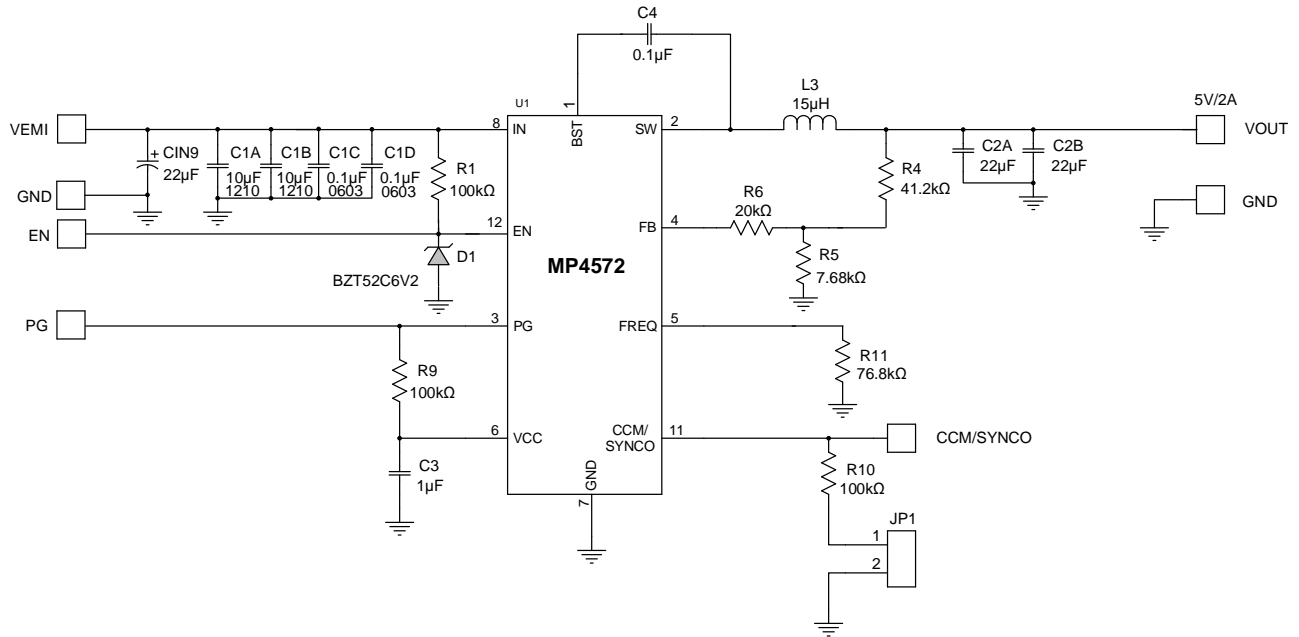 C4
0.1µF
L3
15µH
5V/2A
U1
1
VEMI
8
IN
BST
SW
2
VOUT
+
CIN9
22µF
C1A
10µF
1210
C1B
10µF
1210
C1C
0.1µF
0603
C1D
0.1µF
0603
R1
100kΩ
C2A
22µF
C2B
22µF
R4
41.2kΩ
GND
GND
R6
20kΩ
EN
12
EN
FB
4
D1
BZT52C6V2
MP4572
R5
7.68kΩ
PG
3
PG
FREQ
5
R9
100kΩ
R11
76.8kΩ
6
VCC
CCM/
SYNCO
11
CCM/SYNCO
C3
1µF
GND
7
R10
100kΩ
JP1
1
2